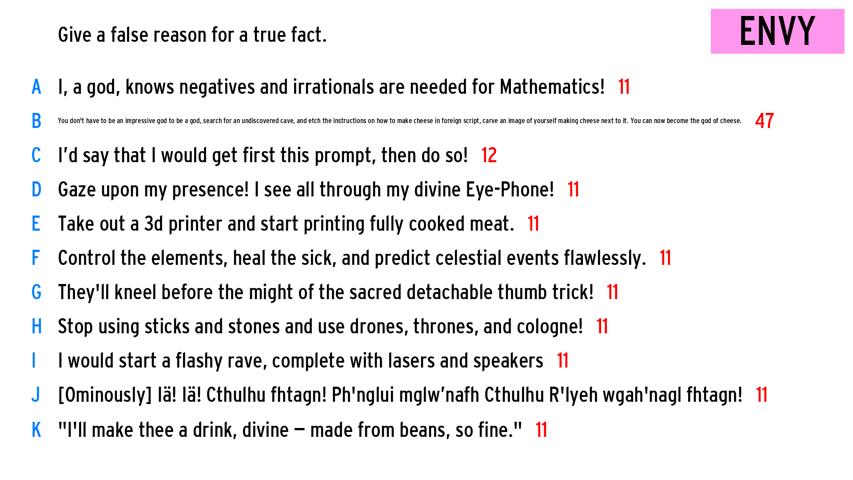 Give a false reason for a true fact.
ENVY
A I, a god, knows negatives and irrationals are needed for Mathematics! 11
B You don't have to be an impressive god to be a god, search for an undiscovered cave, and etch the instructions on how to make cheese in foreign script, carve an image of yourself making cheese next to it. You can now become the god of cheese. 47
C I'd say that I would get first this prompt, then do so! 12
D Gaze upon my presence! I see all through my divine Eye-Phone! 11
E Take out a 3d printer and start printing fully cooked meat. 11
F Control the elements, heal the sick, and predict celestial events flawlessly. 11
G They'll kneel before the might of the sacred detachable thumb trick! 11
H Stop using sticks and stones and use drones, thrones, and cologne! 11
I I would start a flashy rave, complete with lasers and speakers 11
J [Ominously] Iä! Iä! Cthulhu fhtagn! Ph'nglui mglw'nafh Cthulhu R'lyeh wgah'nagl fhtagn! 11
K "I'll make thee a drink, divine – made from beans, so fine." 11